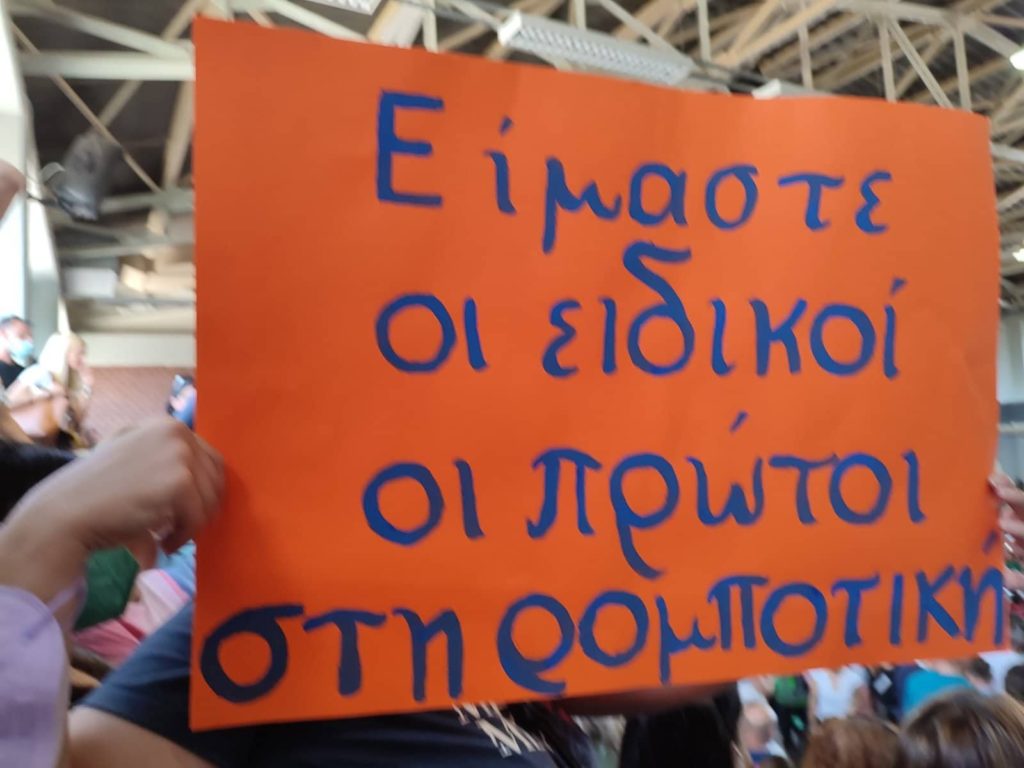 Είμαστε
οι ειδικοί
οι πρώτοι
στη ρομποτική